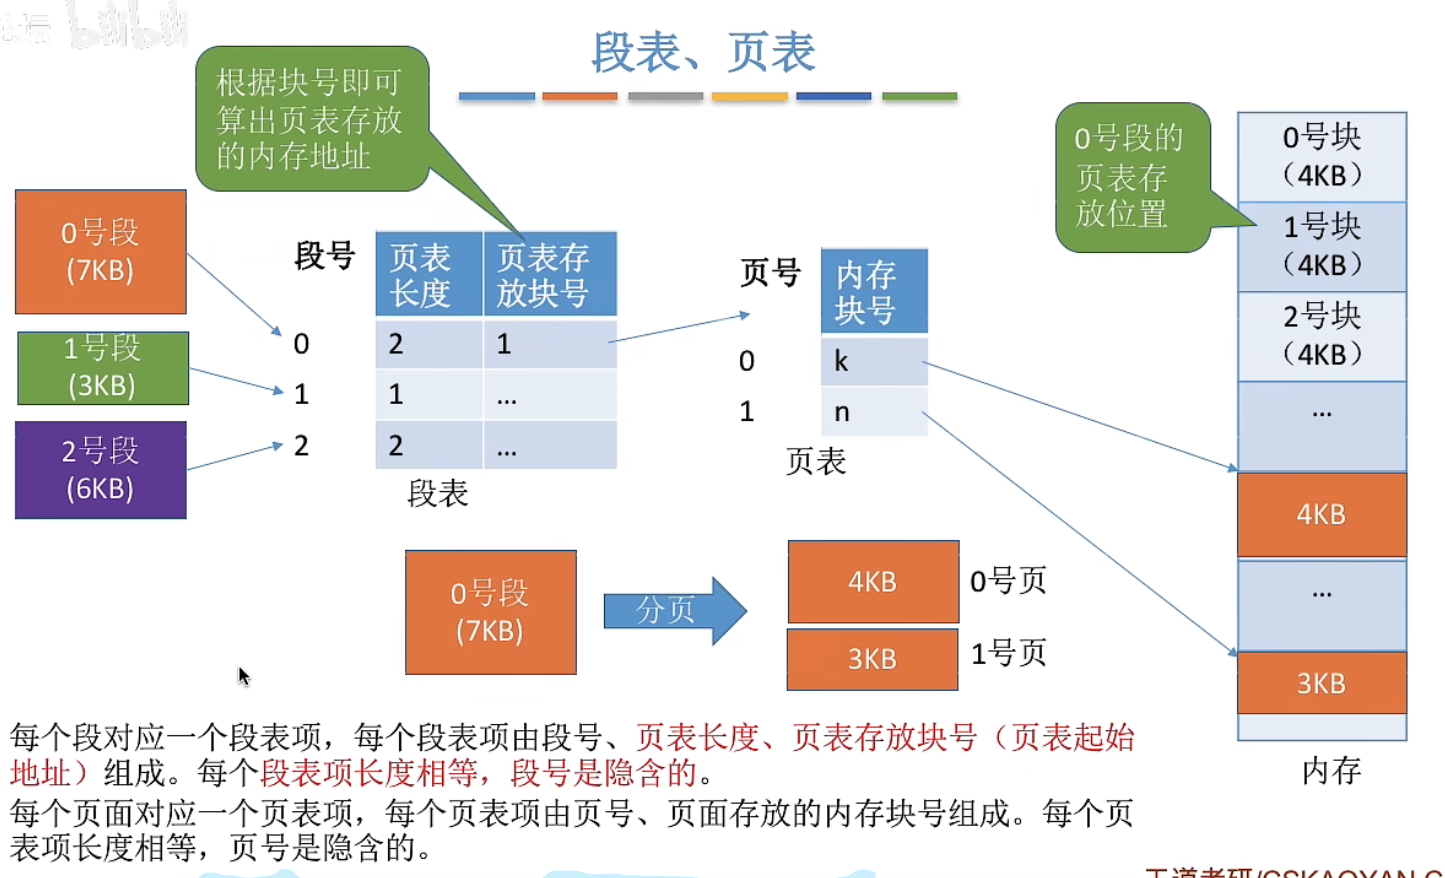 bilibili
段表、页表
根据块号即可
算出页表存放
的内存地址
0号段的
页表存
放位置
0号块
（4KB）
1号块
（4KB）
2号块
（4KB）
...
4KB
...
3KB
内存
0号段
(7KB)
1号段
(3KB)
2号段
(6KB)
段号 页表长度 页表存放块号
0 2 1
1 1 ...
2 2 ...
段表
页号 内存块号
0 k
1 n
页表
0号段
(7KB)
分页
4KB 0号页
3KB 1号页
每个段对应一个段表项，每个段表项由段号、页表长度、页表存放块号（页表起始
地址）组成。每个段表项长度相等，段号是隐含的。
每个页面对应一个页表项，每个页表项由页号、页面存放的内存块号组成。每个页
表项长度相等，页号是隐含的。
王道考研/CSKAOYAN.C